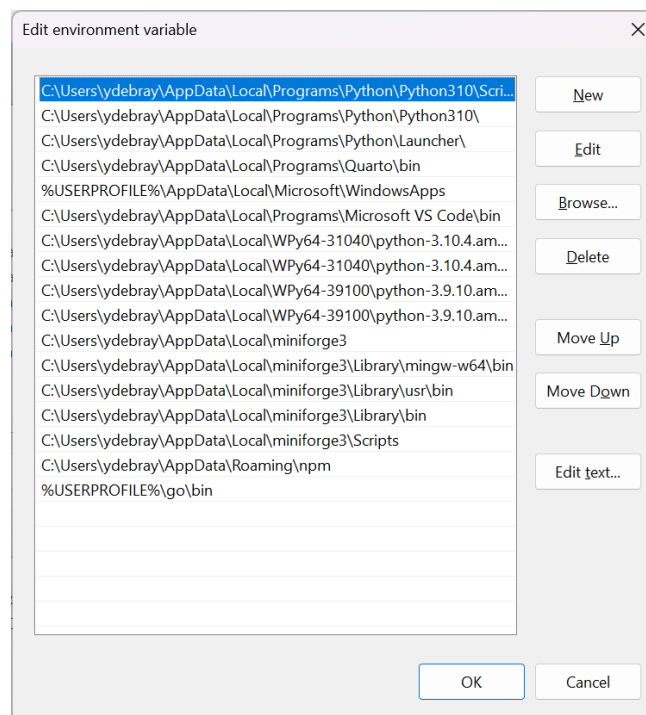 Edit environment variable
C:\Users\ydebray\AppData\Local\Programs\Python\Python310\Scri...
C:\Users\ydebray\AppData\Local\Programs\Python\Python310\
C:\Users\ydebray\AppData\Local\Programs\Python\Launcher\
C:\Users\ydebray\AppData\Local\Programs\Quarto\bin
%USERPROFILE%\AppData\Local\Microsoft\WindowsApps
C:\Users\ydebray\AppData\Local\Programs\Microsoft VS Code\bin
C:\Users\ydebray\AppData\Local\WPy64-31040\python-3.10.4.am...
C:\Users\ydebray\AppData\Local\WPy64-31040\python-3.10.4.am...
C:\Users\ydebray\AppData\Local\WPy64-39100\python-3.9.10.am...
C:\Users\ydebray\AppData\Local\WPy64-39100\python-3.9.10.am...
C:\Users\ydebray\AppData\Local\miniforge3
C:\Users\ydebray\AppData\Local\miniforge3\Library\mingw-w64\bin
C:\Users\ydebray\AppData\Local\miniforge3\Library\usr\bin
C:\Users\ydebray\AppData\Local\miniforge3\Library\bin
C:\Users\ydebray\AppData\Local\miniforge3\Scripts
C:\Users\ydebray\AppData\Roaming\npm
%USERPROFILE%\go\bin
New
Edit
Browse...
Delete
Move Up
Move Down
Edit text...
OK
Cancel